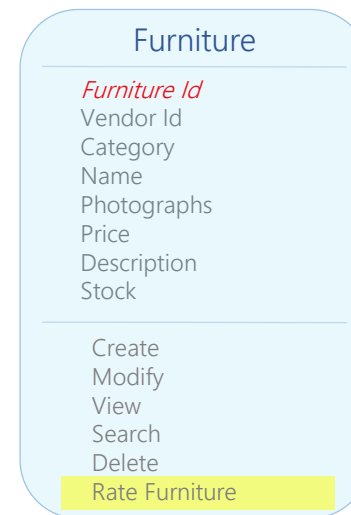 Furniture
Furniture Id
Vendor Id
Category
Name
Photographs
Price
Description
Stock
Create
Modify
View
Search
Delete
Rate Furniture